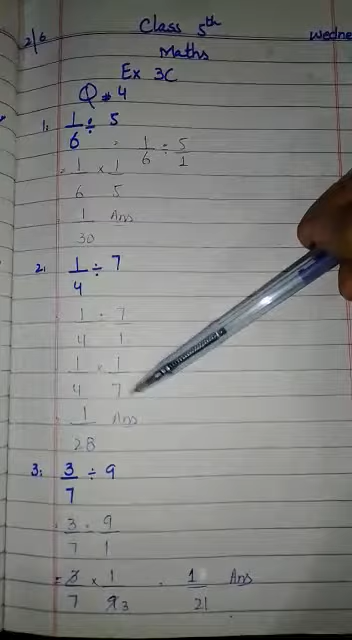 2/6 Class 5th Wedne
Maths
Ex 3C
Q # 4
1. 1/6 ÷ 5
= 1/6 ÷ 5/1
= 1/6 × 1/5
1/30 Ans
2. 1/4 ÷ 7
1/4 ÷ 7/1
1/4 × 1/7
1/28 Ans
3. 3/7 ÷ 9
= 3/7 ÷ 9/1
= 3/7 × 1/9 3 = 1/21 Ans